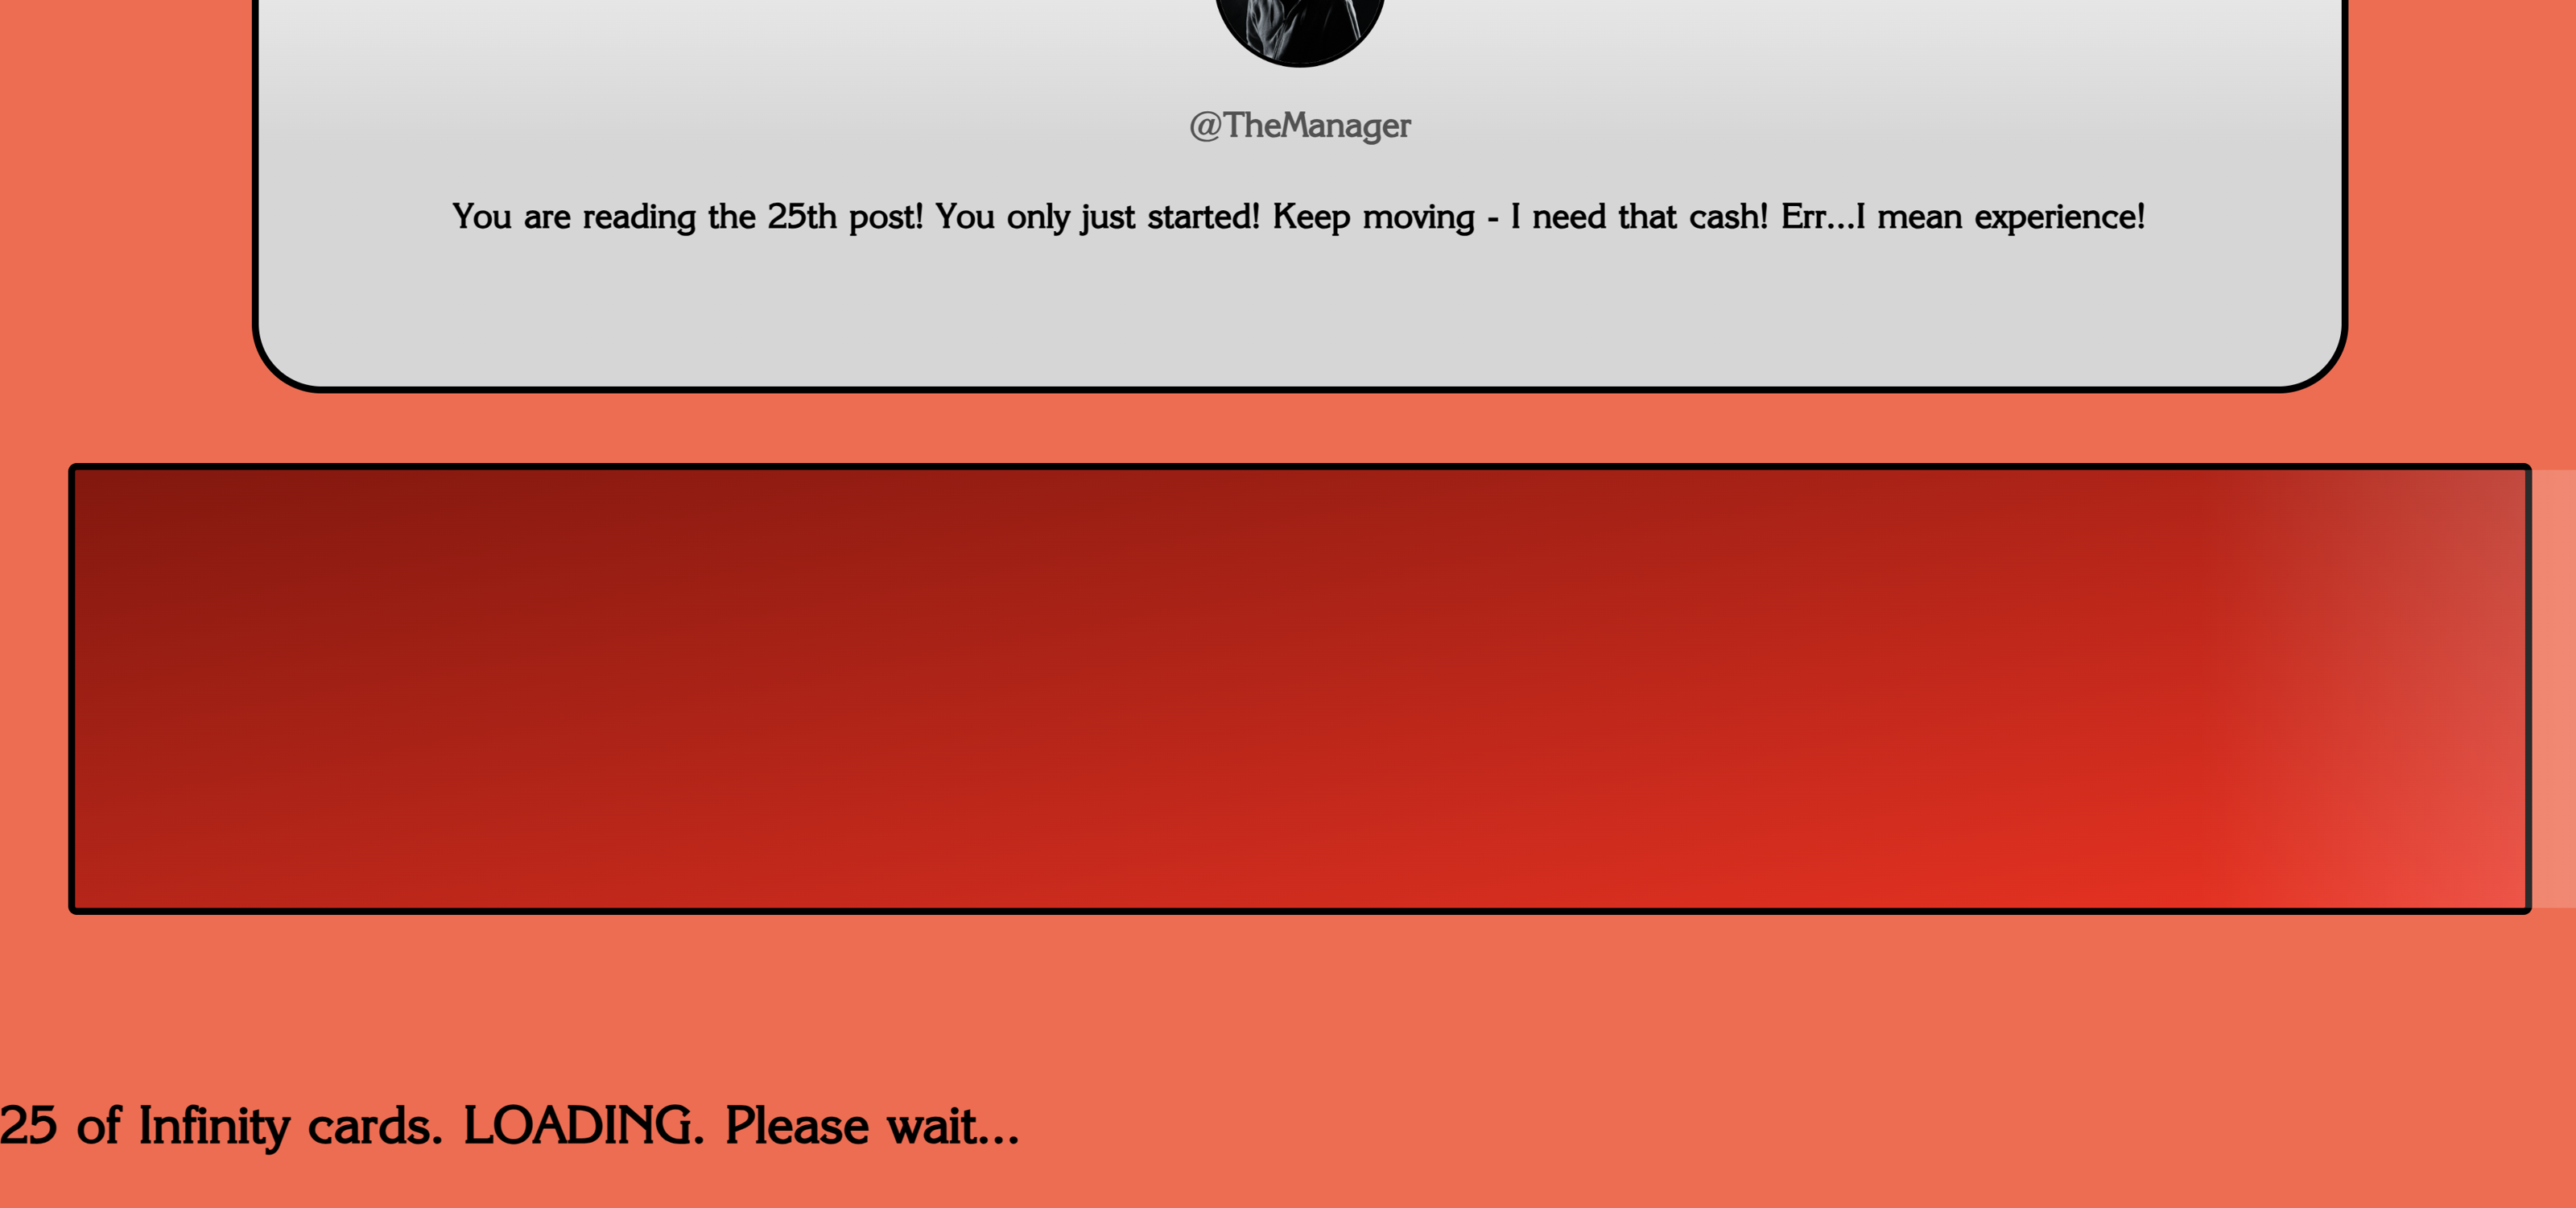 @TheManager
You are reading the 25th post! You only just started! Keep moving - I need that cash! Err...I mean experience!
25 of Infinity cards. LOADING. Please wait...